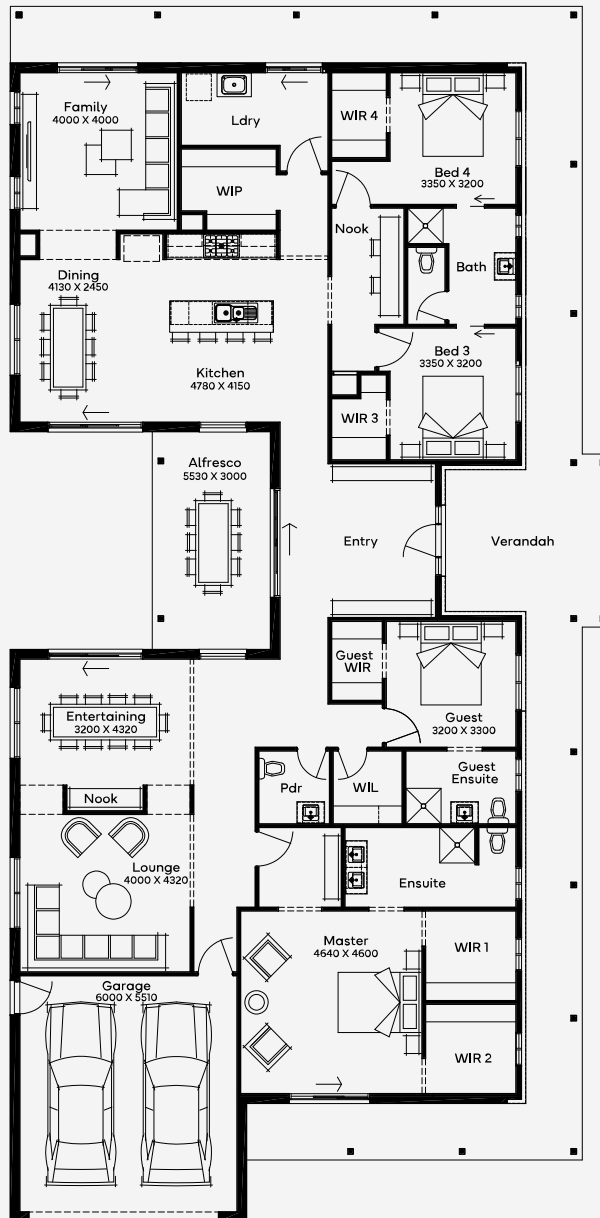 Family
4000 X 4000
Ldry
WIR 4
Bed 4
3350 X 3200
WIP
Nook
Bath
Dining
4130 X 2450
Kitchen
4780 X 4150
Bed 3
3350 X 3200
WIR 3
Alfresco
5530 X 3000
Entry
Verandah
Guest
WIR
Guest
3200 X 3300
Entertaining
3200 X 4320
Nook
Pdr
WIL
Guest
Ensuite
Lounge
4000 X 4320
Ensuite
Master
4640 X 4600
WIR 1
Garage
6000 X 5510
WIR 2